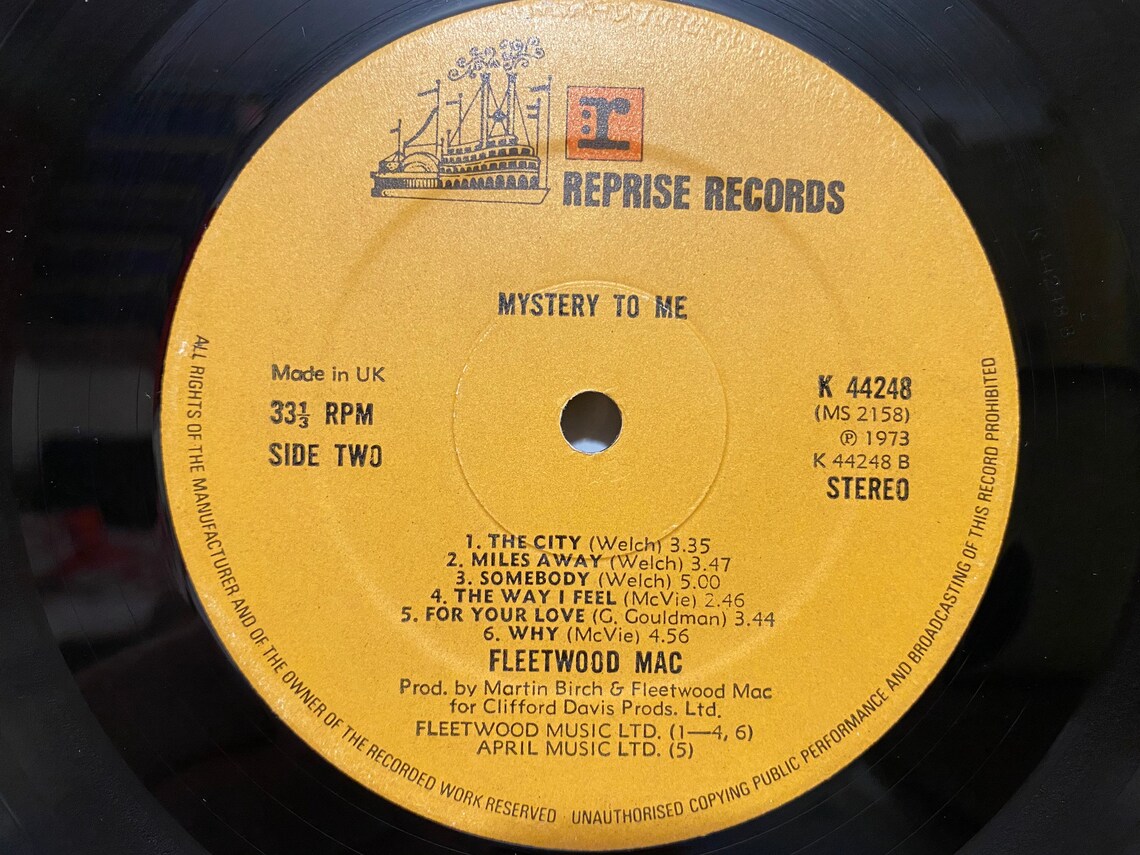 r
REPRISE RECORDS
MYSTERY TO ME
Made in UK
33⅓ RPM
SIDE TWO
K 44248
(MS 2158)
℗ 1973
K 44248 B
STEREO
1. THE CITY (Welch) 3.35
2. MILES AWAY (Welch) 3.47
3. SOMEBODY (Welch) 5.00
4. THE WAY I FEEL (McVie) 2.46
5. FOR YOUR LOVE (G. Gouldman) 3.44
6. WHY (McVie) 4.56
FLEETWOOD MAC
Prod. by Martin Birch & Fleetwood Mac
for Clifford Davis Prods. Ltd.
FLEETWOOD MUSIC LTD. (1—4, 6)
APRIL MUSIC LTD. (5)
ALL RIGHTS OF THE MANUFACTURER AND OF THE OWNER OF THE RECORDED WORK RESERVED UNAUTHORISED COPYING PUBLIC PERFORMANCE AND BROADCASTING OF THIS RECORD PROHIBITED